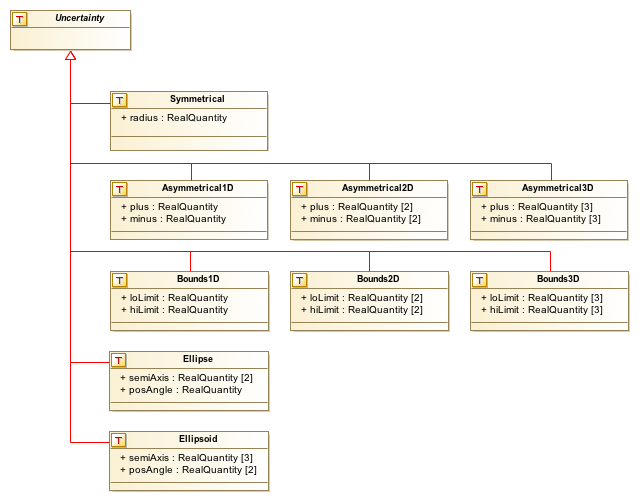 T Uncertainty
T Symmetrical
+ radius : RealQuantity
T Asymmetrical1D
+ plus : RealQuantity
+ minus : RealQuantity
T Asymmetrical2D
+ plus : RealQuantity [2]
+ minus : RealQuantity [2]
T Asymmetrical3D
+ plus : RealQuantity [3]
+ minus : RealQuantity [3]
T Bounds1D
+ loLimit : RealQuantity
+ hiLimit : RealQuantity
T Bounds2D
+ loLimit : RealQuantity [2]
+ hiLimit : RealQuantity [2]
T Bounds3D
+ loLimit : RealQuantity [3]
+ hiLimit : RealQuantity [3]
T Ellipse
+ semiAxis : RealQuantity [2]
+ posAngle : RealQuantity
T Ellipsoid
+ semiAxis : RealQuantity [3]
+ posAngle : RealQuantity [2]